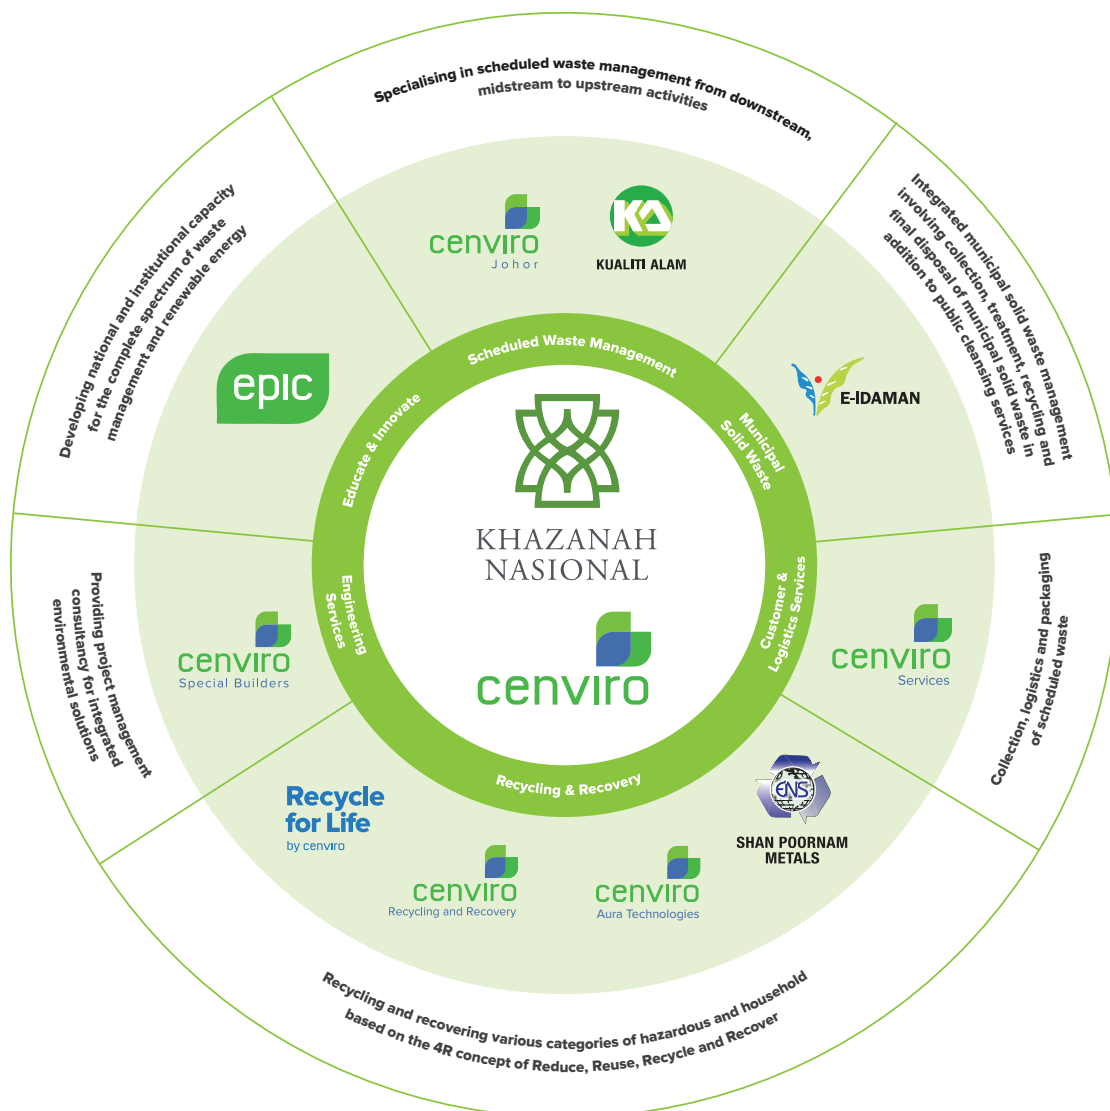 Specialising in scheduled waste management from downstream,
midstream to upstream activities
cenviro
Johor
KA
KUALITI ALAM
Scheduled Waste Management
Integrated municipal solid waste management
involving collection, treatment, recycling and
final disposal of municipal solid waste in
addition to public cleansing services
E-IDAMAN
Municipal
Solid Waste
Collection, logistics and packaging
of scheduled waste
cenviro
Services
Customer &
Logistics Services
Recycling & Recovery
ENS
SHAN POORNAM
METALS
cenviro
Aura Technologies
cenviro
Recycling and Recovery
Recycle
for Life
by cenviro
Recycling and recovering various categories of hazardous and household
based on the 4R concept of Reduce, Reuse, Recycle and Recover
Providing project management
consultancy for integrated
environmental solutions
cenviro
Special Builders
Engineering
Services
Developing national and institutional capacity
for the complete spectrum of waste
management and renewable energy
epic
Educate & Innovate
KHAZANAH
NASIONAL
cenviro